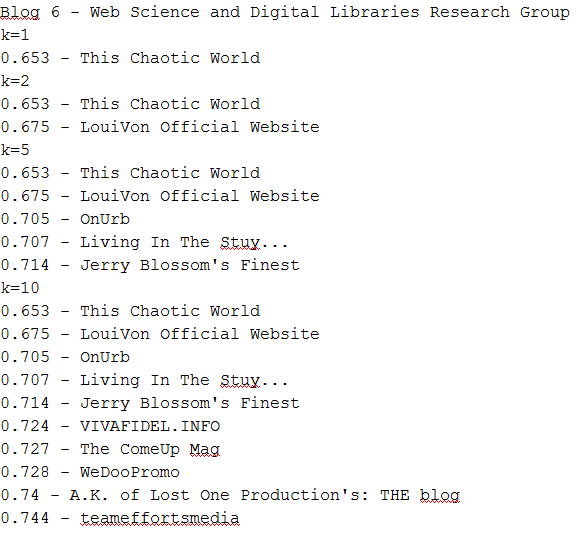 Blog 6 - Web Science and Digital Libraries Research Group
k=1
0.653 - This Chaotic World
k=2
0.653 - This Chaotic World
0.675 - LouiVon Official Website
k=5
0.653 - This Chaotic World
0.675 - LouiVon Official Website
0.705 - OnUrb
0.707 - Living In The Stuy...
0.714 - Jerry Blossom's Finest
k=10
0.653 - This Chaotic World
0.675 - LouiVon Official Website
0.705 - OnUrb
0.707 - Living In The Stuy...
0.714 - Jerry Blossom's Finest
0.724 - VIVAFIDEL.INFO
0.727 - The ComeUp Mag
0.728 - WeDooPromo
0.74 - A.K. of Lost One Production's: THE blog
0.744 - teameffortsmedia